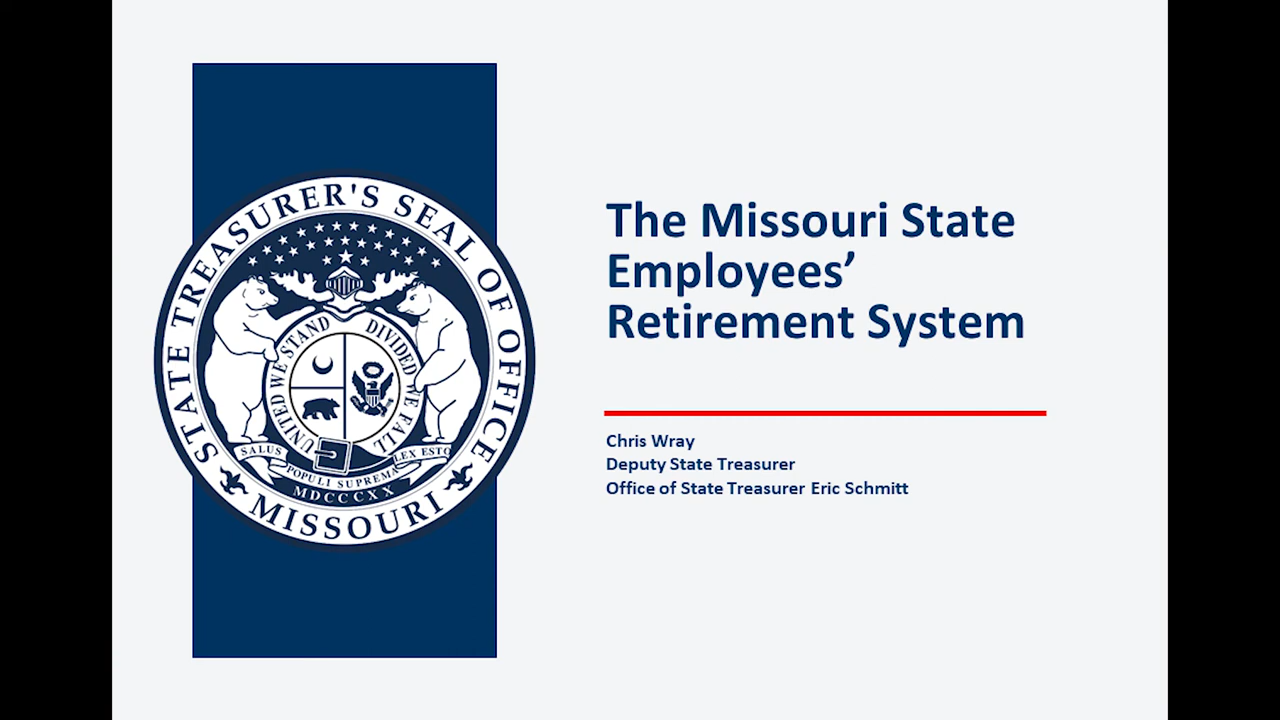 STATE TREASURER'S SEAL OF OFFICE
MISSOURI
UNITED WE STAND DIVIDED WE FALL
SALUS POPULI SUPREMA LEX ESTO
MDCCCXX
The Missouri State
Employees’
Retirement System
Chris Wray
Deputy State Treasurer
Office of State Treasurer Eric Schmitt